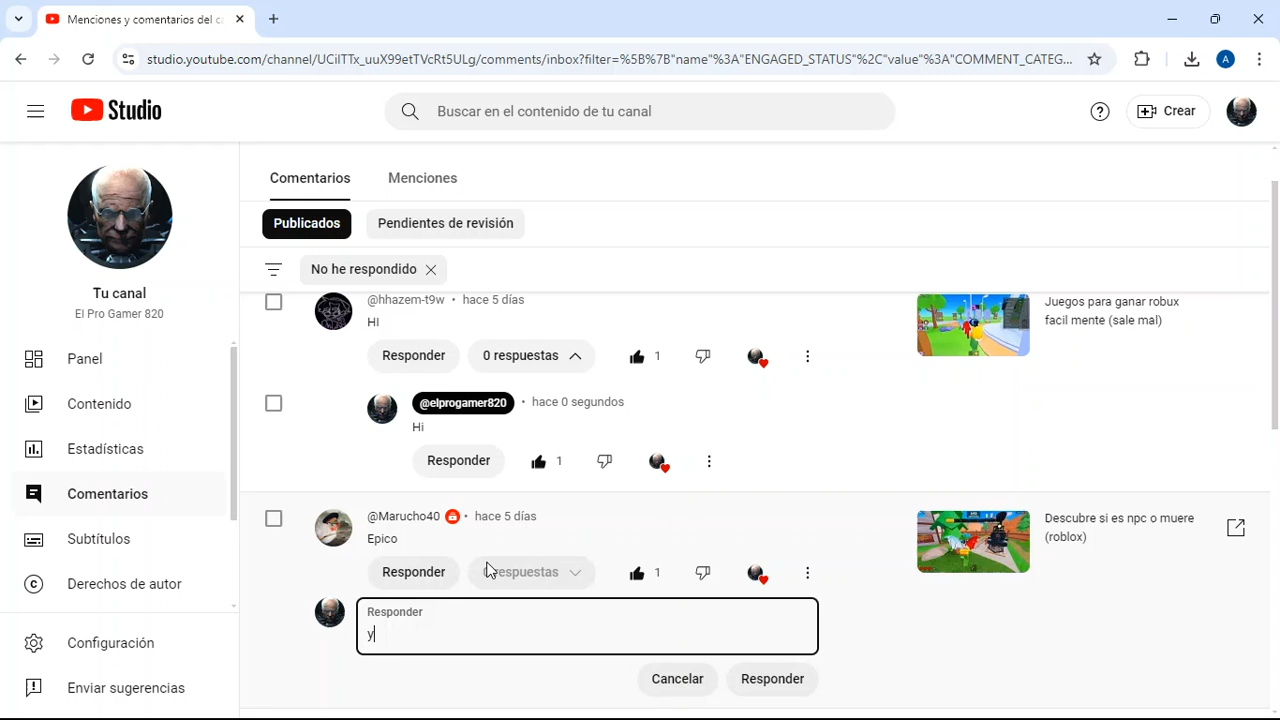 Menciones y comentarios del c
studio.youtube.com/channel/UCiITTx_uuX99etTVcRt5ULg/comments/inbox?filter=%5B%7B"name"%3A"ENGAGED_STATUS"%2C"value"%3A"COMMENT_CATEG...
A
Studio
Buscar en el contenido de tu canal
Crear
Tu canal
El Pro Gamer 820
Panel
Contenido
Estadísticas
Comentarios
Subtítulos
Derechos de autor
Configuración
Enviar sugerencias
Comentarios Menciones
Publicados Pendientes de revisión
No he respondido
@hhazem-t9w • hace 5 días
HI
Responder 0 respuestas 1
Juegos para ganar robux
facil mente (sale mal)
@elprogamer820 • hace 0 segundos
Hi
Responder 1
@Marucho40 • hace 5 días
Epico
Responder respuestas 1
Descubre si es npc o muere
(roblox)
Responder
y
Cancelar Responder